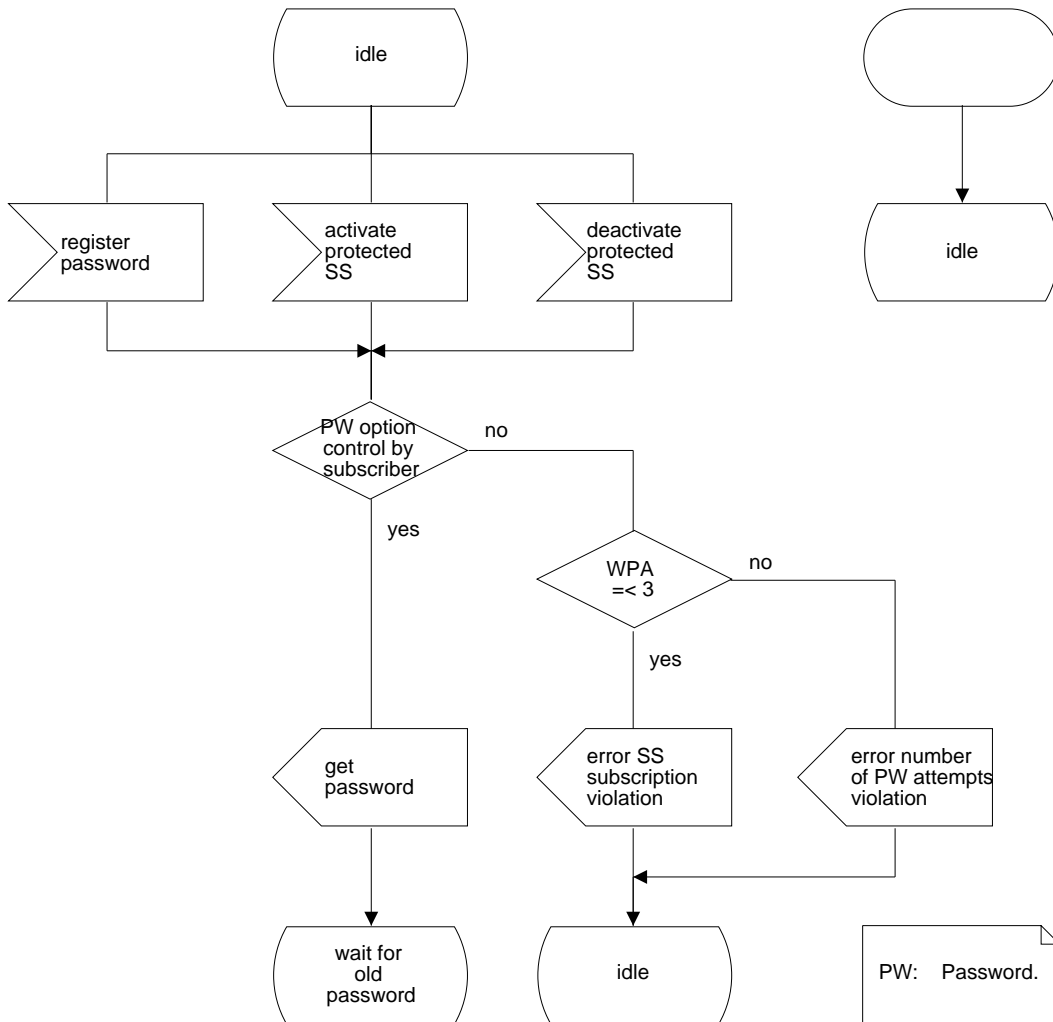 idle
register
password
activate
protected
SS
deactivate
protected
SS
idle
PW option
control by
subscriber
no
yes
WPA
=< 3
no
yes
get
password
error SS
subscription
violation
error number
of PW attempts
violation
wait for
old
password
idle
PW: Password.